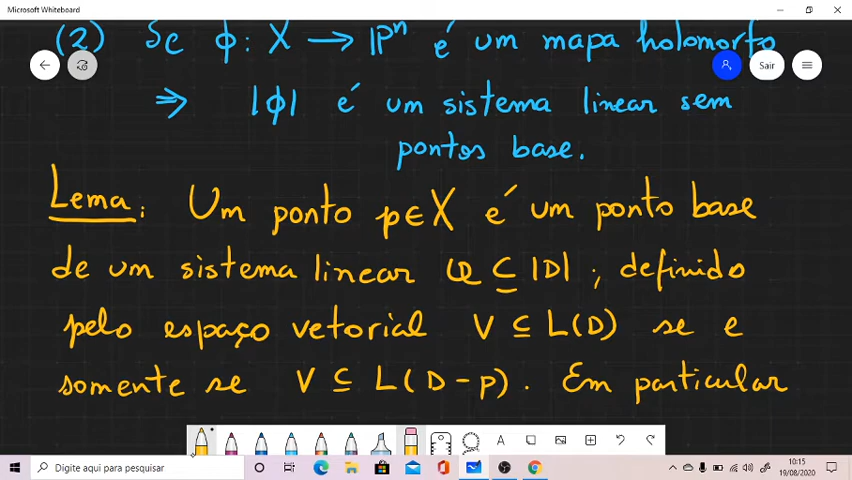 Microsoft Whiteboard
(2) Se φ: X → ℙⁿ é um mapa holomorfo
Sair
⇒ |φ| é um sistema linear sem
pontos base.
Lema: Um ponto p∈X é um ponto base
de um sistema linear Q ⊆ |D|, definido
pelo espaço vetorial V ⊆ L(D) se e
somente se V ⊆ L(D-p). Em particular
Digite aqui para pesquisar
10:15
19/08/2020